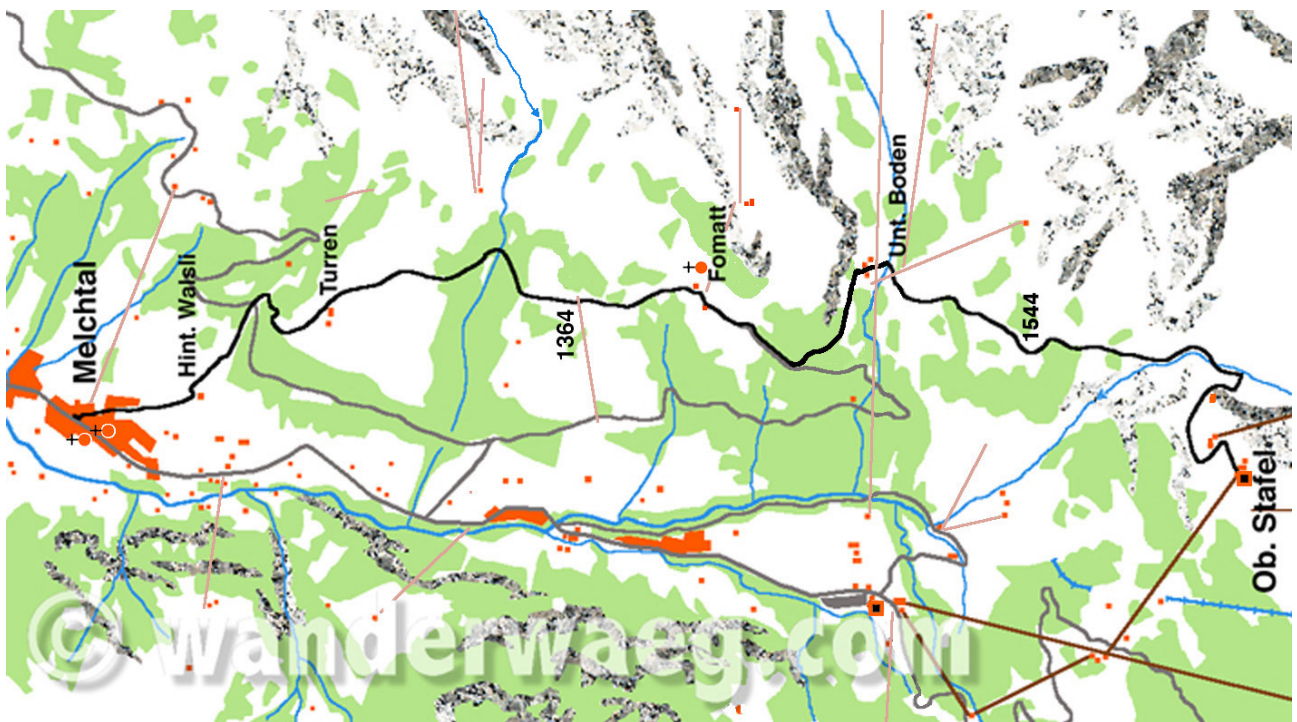 Melchtal
Hint. Walsli
Turren
1364
Fomatt
Unt. Boden
1544
Ob. Stafel
© wanderwaeg.com